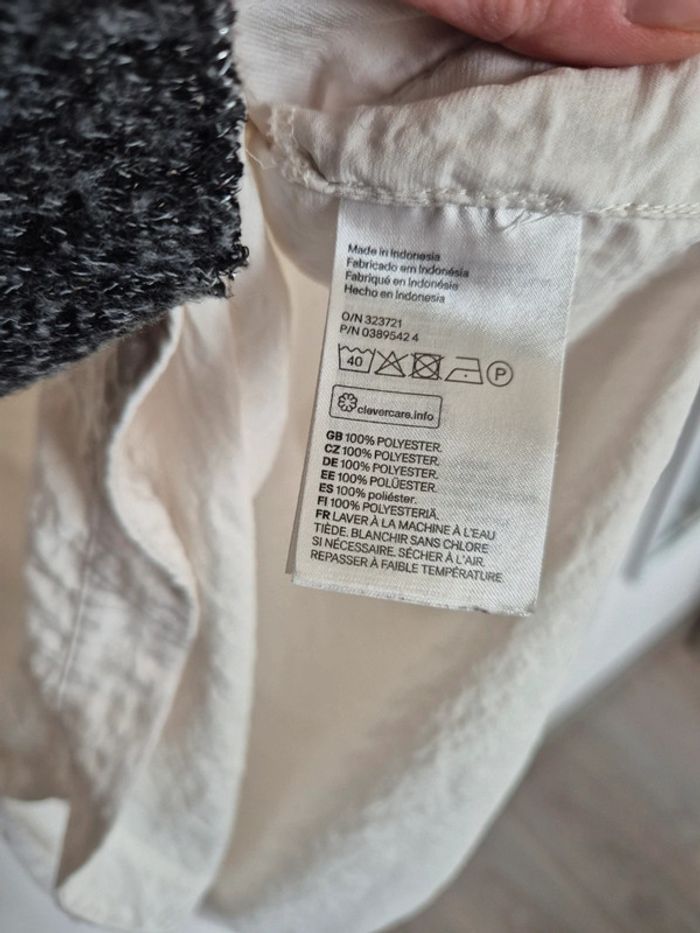 Made in Indonesia
Fabricado em Indonésia
Fabriqué en Indonésie
Hecho en Indonesia
O/N 323721
P/N 0389542 4
40
P
clevercare.info
GB 100% POLYESTER.
CZ 100% POLYESTER.
DE 100% POLYESTER.
EE 100% POLÜESTER.
ES 100% poliéster.
FI 100% POLYESTERIÄ.
FR LAVER À LA MACHINE À L'EAU
TIÈDE. BLANCHIR SANS CHLORE
SI NÉCESSAIRE. SÉCHER À L'AIR.
REPASSER À FAIBLE TEMPÉRATURE.